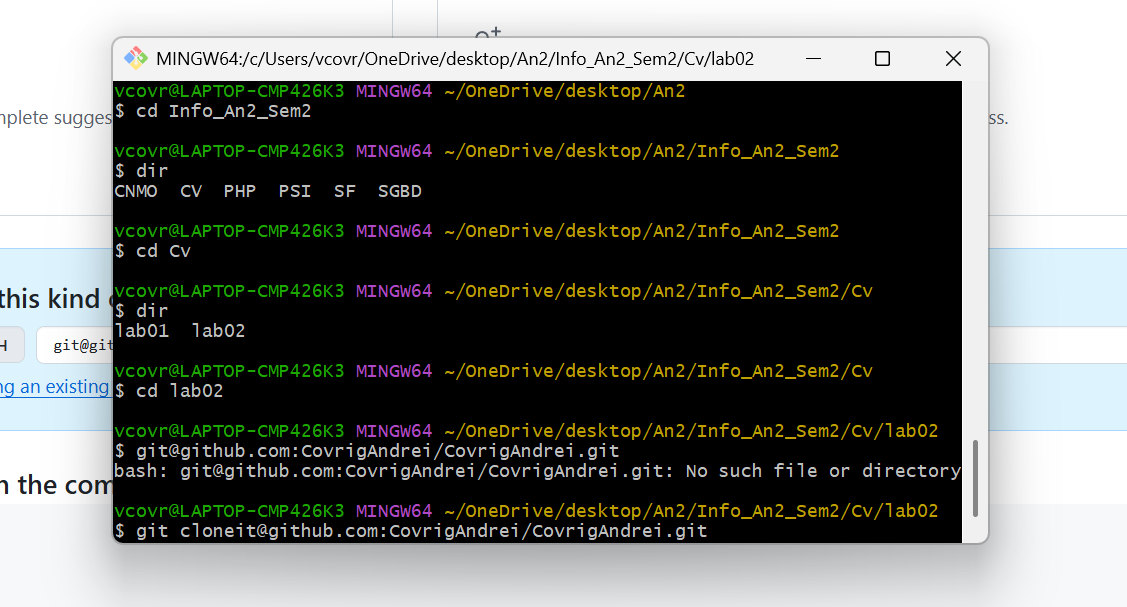 MINGW64:/c/Users/vcovr/OneDrive/desktop/An2/Info_An2_Sem2/Cv/lab02
vcovr@LAPTOP-CMP426K3 MINGW64 ~/OneDrive/desktop/An2
$ cd Info_An2_Sem2
vcovr@LAPTOP-CMP426K3 MINGW64 ~/OneDrive/desktop/An2/Info_An2_Sem2
$ dir
CNMO  CV  PHP  PSI  SF  SGBD
vcovr@LAPTOP-CMP426K3 MINGW64 ~/OneDrive/desktop/An2/Info_An2_Sem2
$ cd Cv
vcovr@LAPTOP-CMP426K3 MINGW64 ~/OneDrive/desktop/An2/Info_An2_Sem2/Cv
$ dir
lab01  lab02
vcovr@LAPTOP-CMP426K3 MINGW64 ~/OneDrive/desktop/An2/Info_An2_Sem2/Cv
$ cd lab02
vcovr@LAPTOP-CMP426K3 MINGW64 ~/OneDrive/desktop/An2/Info_An2_Sem2/Cv/lab02
$ git@github.com:CovrigAndrei/CovrigAndrei.git
bash: git@github.com:CovrigAndrei/CovrigAndrei.git: No such file or directory
vcovr@LAPTOP-CMP426K3 MINGW64 ~/OneDrive/desktop/An2/Info_An2_Sem2/Cv/lab02
$ git cloneit@github.com:CovrigAndrei/CovrigAndrei.git
mplete sugges
ss.
this kind
H
git@git
ng an existing
n the com